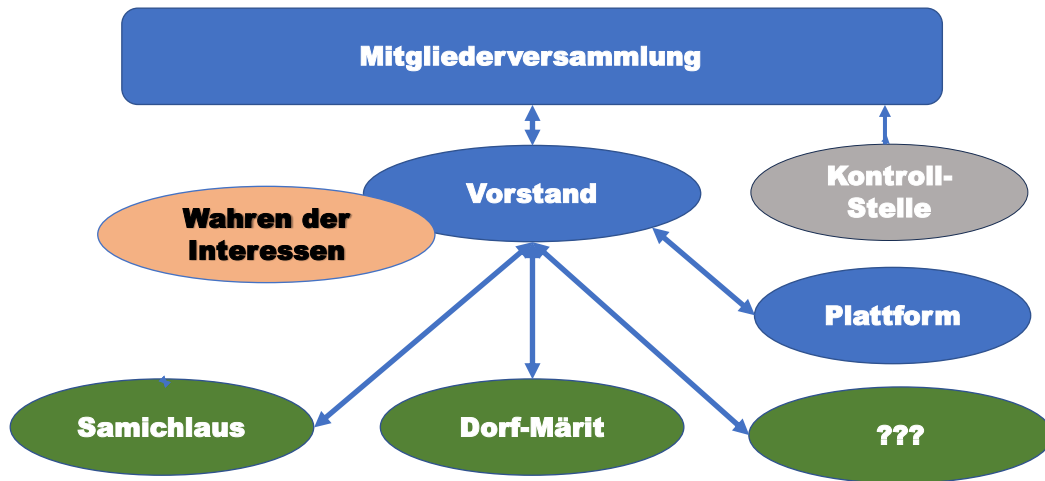 Mitgliederversammlung
Vorstand
Kontroll-
Stelle
Wahren der
Interessen
Plattform
Samichlaus
Dorf-Märit
???